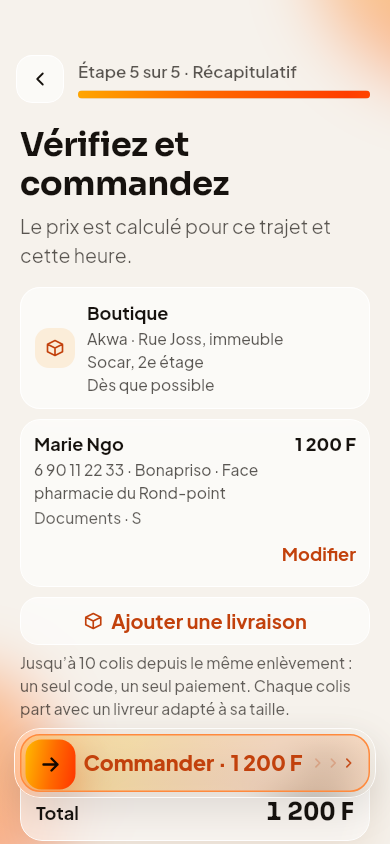 Étape 5 sur 5 · Récapitulatif
Vérifiez et
commandez
Le prix est calculé pour ce trajet et
cette heure.
Boutique
Akwa · Rue Joss, immeuble
Socar, 2e étage
Dès que possible
Marie Ngo 1 200 F
6 90 11 22 33 · Bonapriso · Face
pharmacie du Rond-point
Documents · S
Modifier
Ajouter une livraison
Jusqu’à 10 colis depuis le même enlèvement :
un seul code, un seul paiement. Chaque colis
part avec un livreur adapté à sa taille.
Commander · 1 200 F
Total 1 200 F